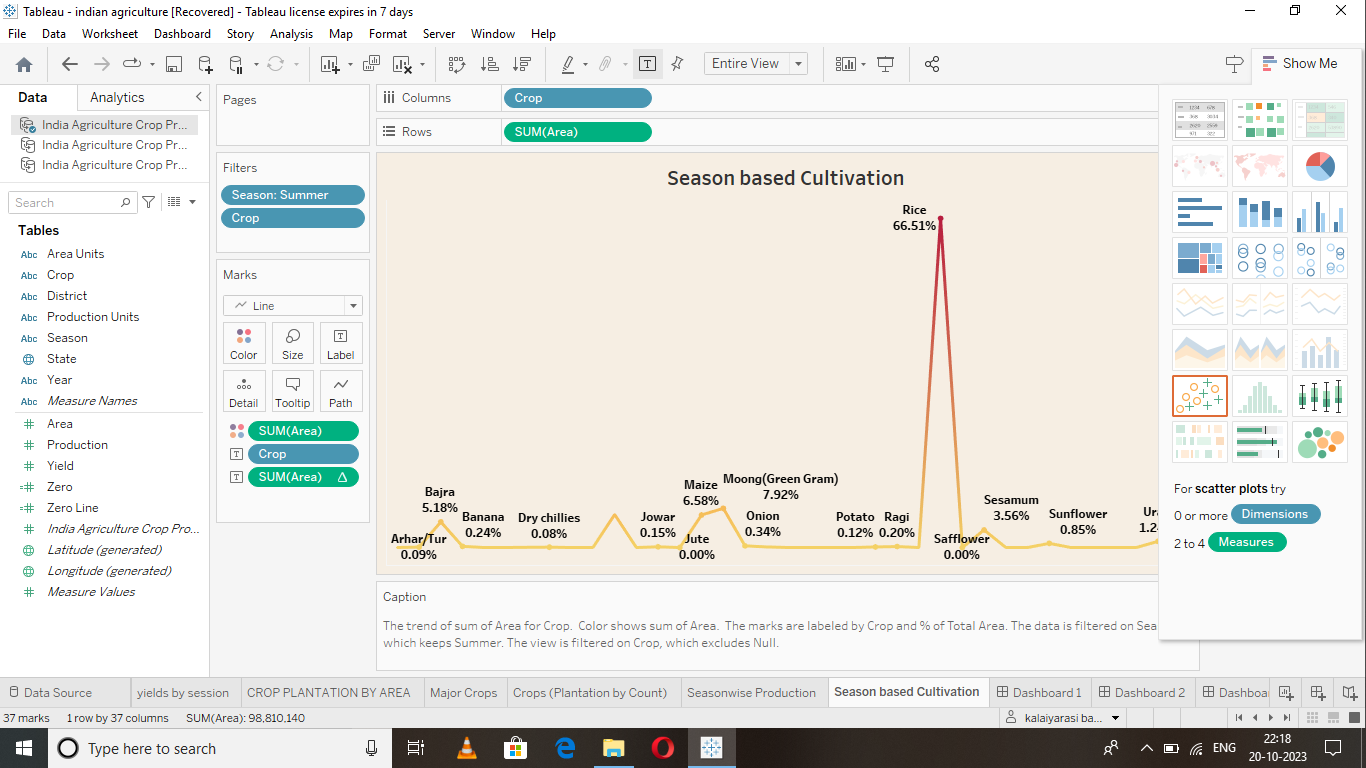 Tableau - indian agriculture [Recovered] - Tableau license expires in 7 days
File Data Worksheet Dashboard Story Analysis Map Format Server Window Help
Entire View
Show Me
Data Analytics
India Agriculture Crop Pr...
India Agriculture Crop Pr...
India Agriculture Crop Pr...
Search
Tables
Abc Area Units
Abc Crop
Abc District
Abc Production Units
Abc Season
State
Abc Year
Abc Measure Names
# Area
# Production
# Yield
=# Zero
=# Zero Line
# India Agriculture Crop Pro...
Latitude (generated)
Longitude (generated)
# Measure Values
Pages
Filters
Season: Summer
Crop
Marks
Line
Color Size Label
Detail Tooltip Path
SUM(Area)
Crop
SUM(Area) Δ
Columns Crop
Rows SUM(Area)
Season based Cultivation
Rice
66.51%
Arhar/Tur
0.09%
Bajra
5.18%
Banana
0.24%
Dry chillies
0.08%
Jowar
0.15%
Jute
0.00%
Maize
6.58%
Moong(Green Gram)
7.92%
Onion
0.34%
Potato
0.12%
Ragi
0.20%
Safflower
0.00%
Sesamum
3.56%
Sunflower
0.85%
Ura
1.24
Caption
The trend of sum of Area for Crop. Color shows sum of Area. The marks are labeled by Crop and % of Total Area. The data is filtered on Sea
which keeps Summer. The view is filtered on Crop, which excludes Null.
For scatter plots try
0 or more Dimensions
2 to 4 Measures
Data Source yields by session CROP PLANTATION BY AREA Major Crops Crops (Plantation by Count) Seasonwise Production Season based Cultivation Dashboard 1 Dashboard 2 Dashboa
37 marks 1 row by 37 columns SUM(Area): 98,810,140
kalaiyarasi ba...
Type here to search
ENG
22:18
20-10-2023